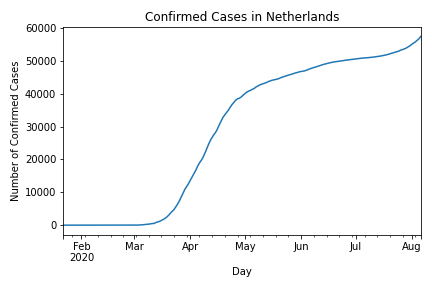 Confirmed Cases in Netherlands
Number of Confirmed Cases
60000
50000
40000
30000
20000
10000
0
Feb Mar Apr May Jun Jul Aug
2020
Day